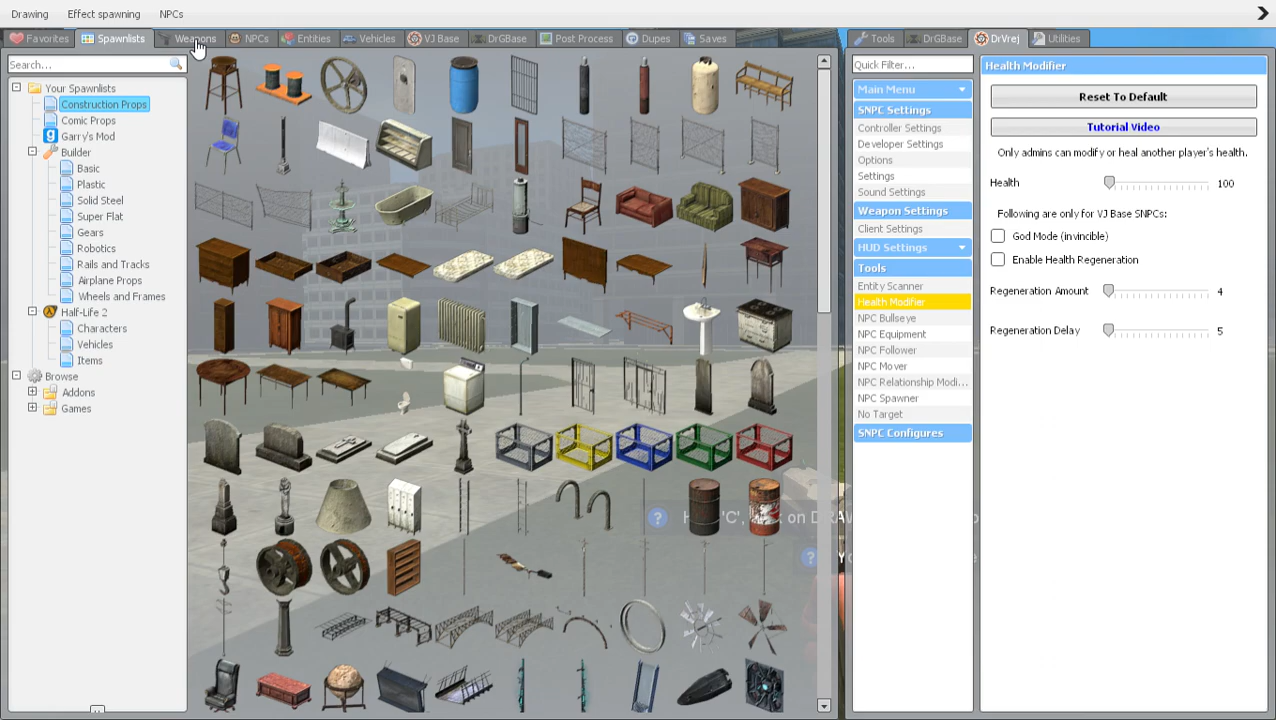 Drawing Effect spawning NPCs
Favorites Spawnlists Weapons NPCs Entities Vehicles VJ Base DrGBase Post Process Dupes Saves
Tools DrGBase DrVrej Utilities
Search...
Your Spawnlists
Construction Props
Comic Props
Garry's Mod
Builder
Basic
Plastic
Solid Steel
Super Flat
Gears
Robotics
Rails and Tracks
Airplane Props
Wheels and Frames
Half-Life 2
Characters
Vehicles
Items
Browse
Addons
Games
'C',
on DRA
Quick Filter...
Main Menu
SNPC Settings
Controller Settings
Developer Settings
Options
Settings
Sound Settings
Weapon Settings
Client Settings
HUD Settings
Tools
Entity Scanner
Health Modifier
NPC Bullseye
NPC Equipment
NPC Follower
NPC Mover
NPC Relationship Modi...
NPC Spawner
No Target
SNPC Configures
Health Modifier
Reset To Default
Tutorial Video
Only admins can modify or heal another player's health.
Health 100
Following are only for VJ Base SNPCs:
God Mode (invincible)
Enable Health Regeneration
Regeneration Amount 4
Regeneration Delay 5